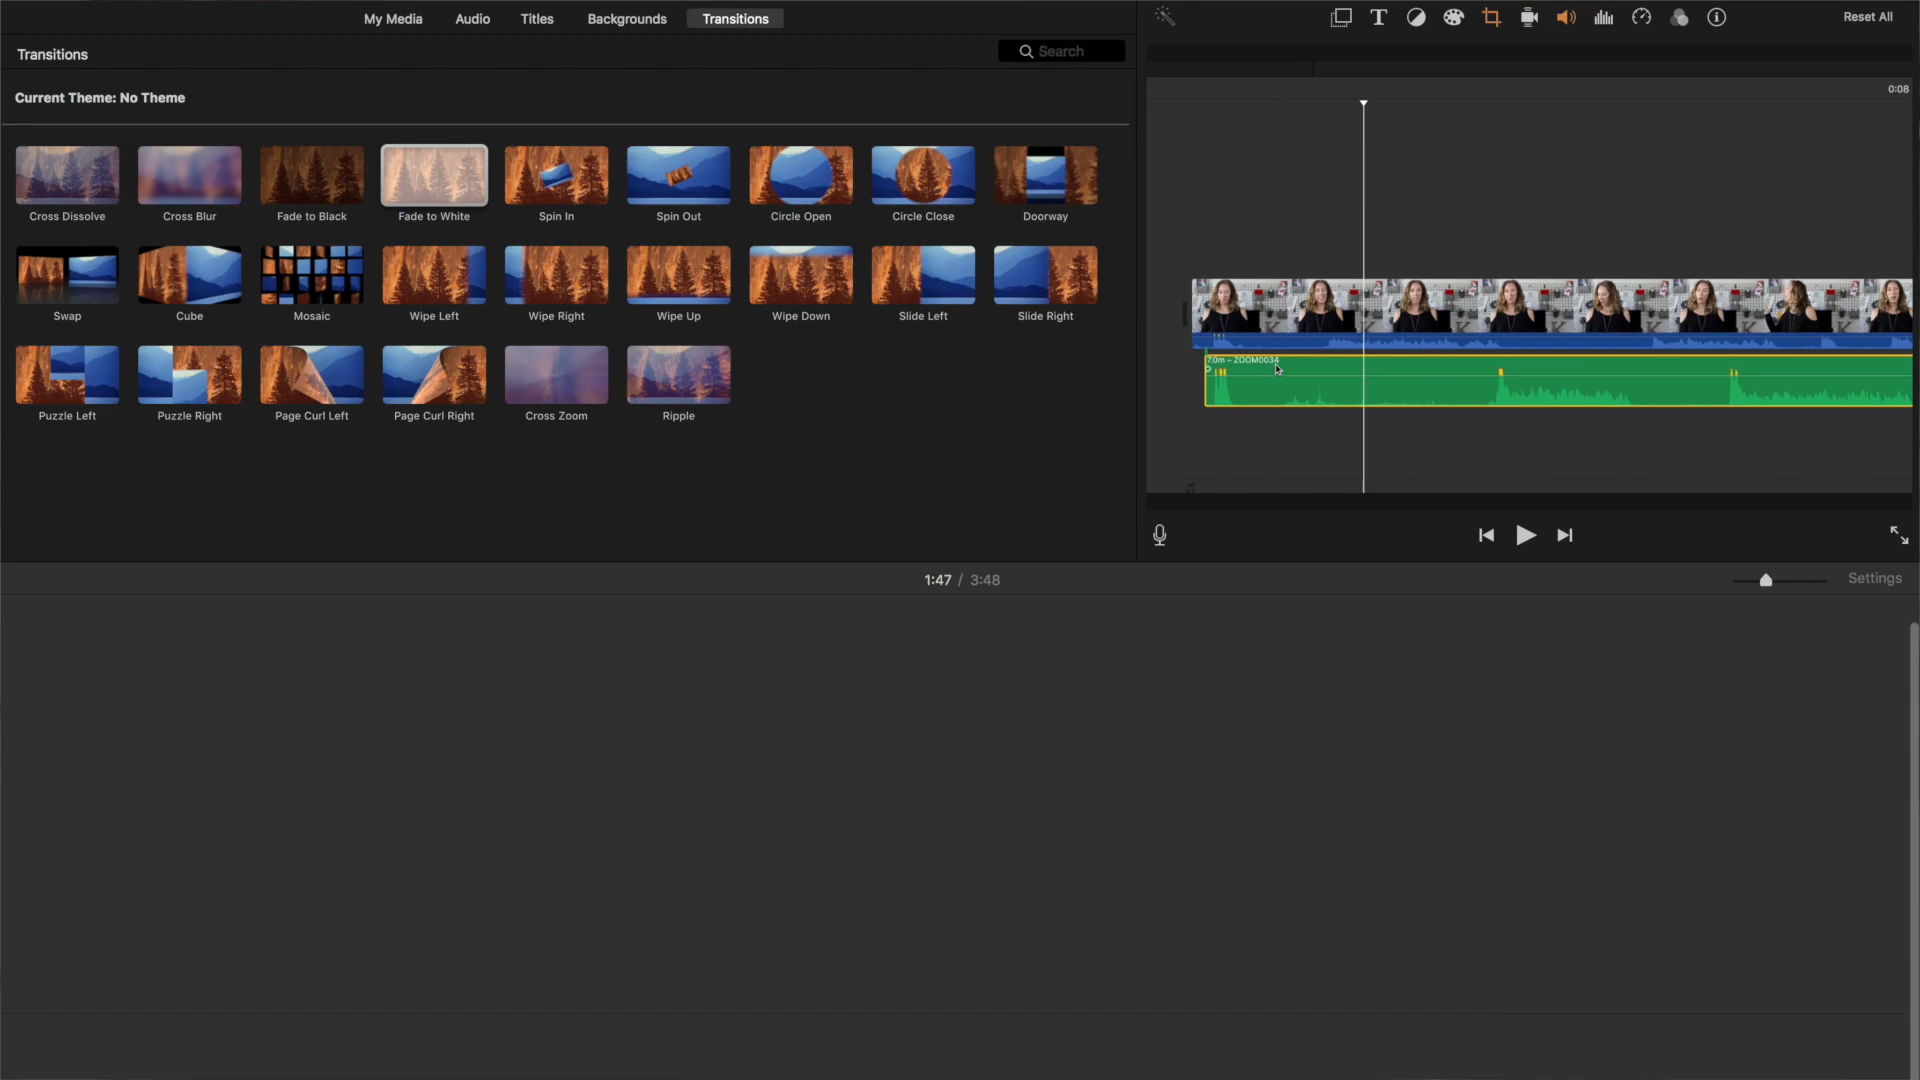 My Media Audio Titles Backgrounds Transitions
Reset All
Transitions
Search
0:08
Current Theme: No Theme
Cross Dissolve Cross Blur Fade to Black Fade to White Spin In Spin Out Circle Open Circle Close Doorway
Swap Cube Mosaic Wipe Left Wipe Right Wipe Up Wipe Down Slide Left Slide Right
7.0m – ZOOM0034
Puzzle Left Puzzle Right Page Curl Left Page Curl Right Cross Zoom Ripple
1:47 / 3:48
Settings